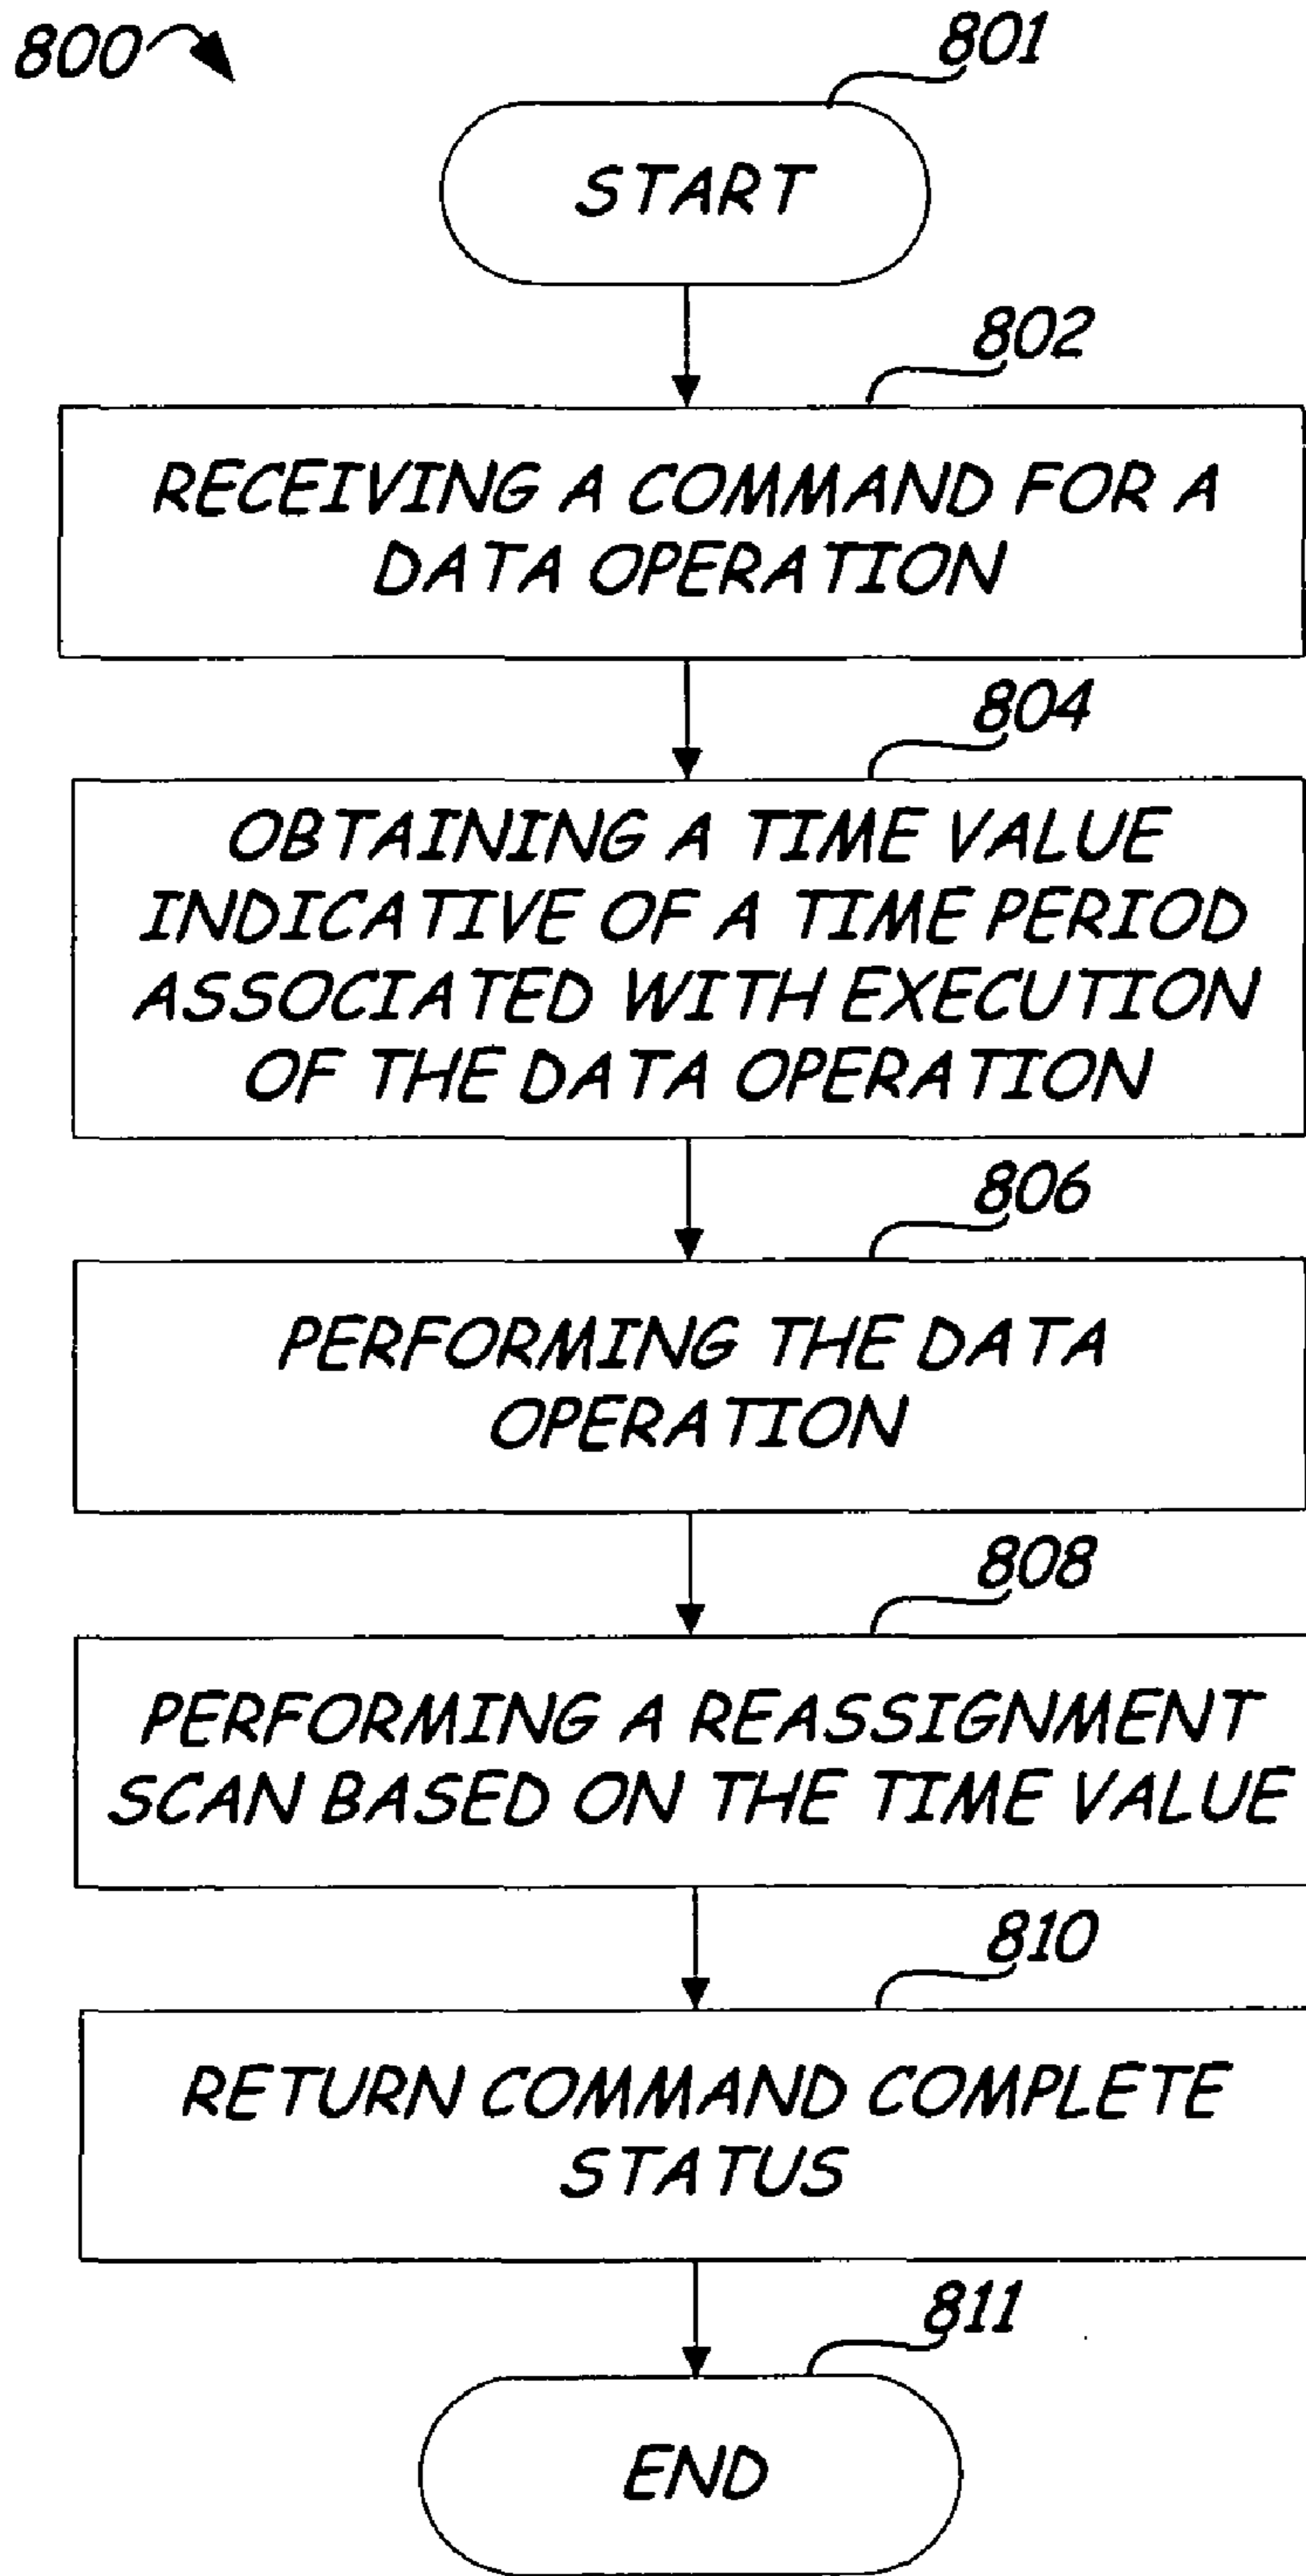 800
801
START
802
RECEIVING A COMMAND FOR A
DATA OPERATION
804
OBTAINING A TIME VALUE
INDICATIVE OF A TIME PERIOD
ASSOCIATED WITH EXECUTION
OF THE DATA OPERATION
806
PERFORMING THE DATA
OPERATION
808
PERFORMING A REASSIGNMENT
SCAN BASED ON THE TIME VALUE
810
RETURN COMMAND COMPLETE
STATUS
811
END